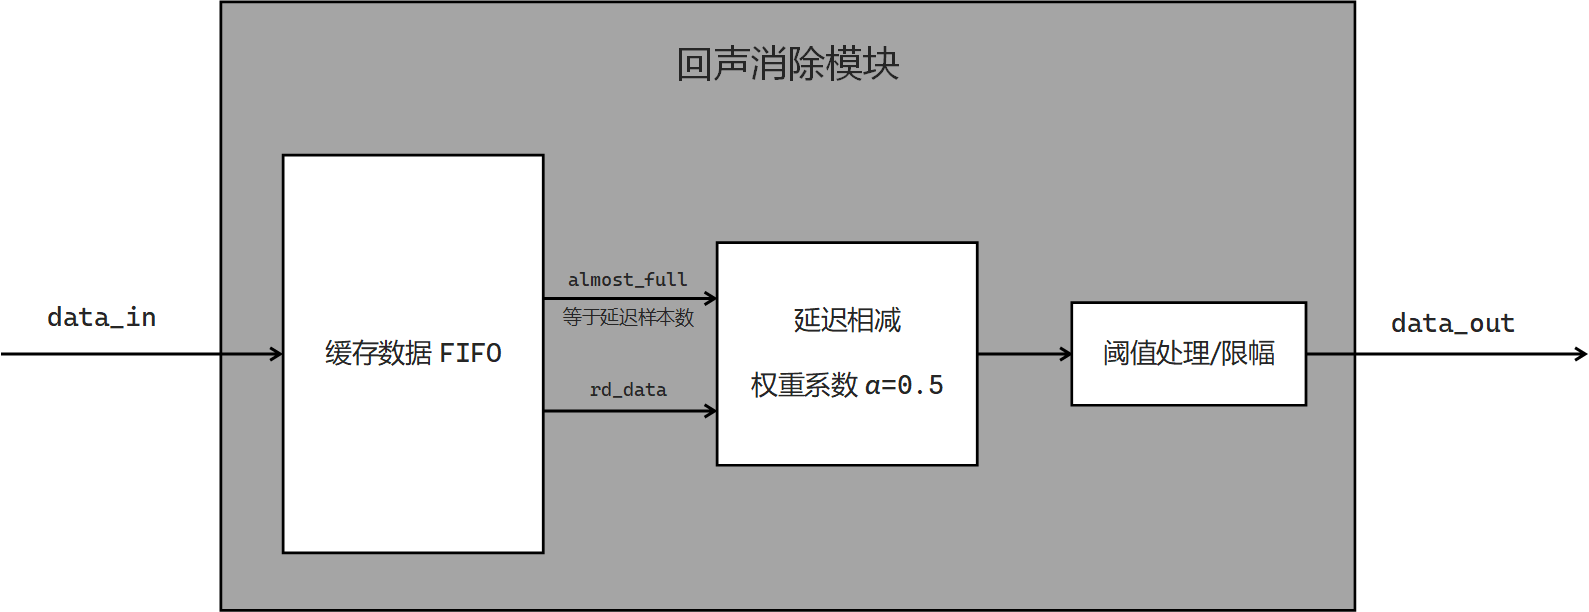 回声消除模块
data_in
缓存数据 FIFO
almost_full
等于延迟样本数
rd_data
延迟相减
权重系数 α=0.5
阈值处理/限幅
data_out